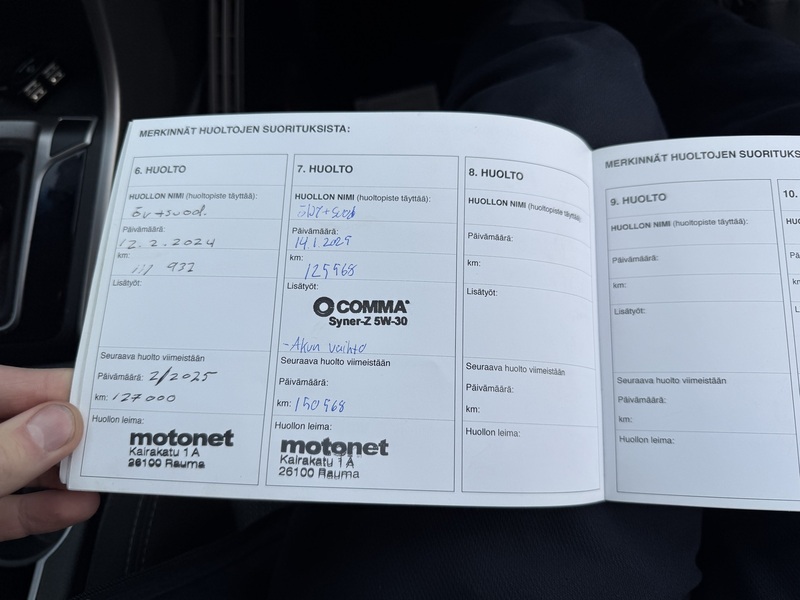 MERKINNÄT HUOLTOJEN SUORITUKSISTA:
6. HUOLTO
HUOLLON NIMI (huoltopiste täyttää):
öv+suod.
Päivämäärä:
12.2.2024
km:
111 932
Lisätyöt:
Seuraava huolto viimeistään
Päivämäärä: 2/2025
km: 127000
Huollon leima:
motonet
Kairakatu 1 A
26100 Rauma
7. HUOLTO
HUOLLON NIMI (huoltopiste täyttää):
Päivämäärä:
14.1.2025
km:
125568
Lisätyöt:
COMMA
Syner-Z 5W-30
-Akun vaihto
Seuraava huolto viimeistään
Päivämäärä:
km: 150568
Huollon leima:
motonet
Kairakatu 1 A
26100 Rauma
8. HUOLTO
HUOLLON NIMI (huoltopiste täyttää):
Päivämäärä:
km:
Lisätyöt:
Seuraava huolto viimeistään
Päivämäärä:
km:
Huollon leima:
MERKINNÄT HUOLTOJEN SUORITUKS
9. HUOLTO
HUOLLON NIMI (huoltopiste täyttää):
Päivämäärä:
km:
Lisätyöt:
Seuraava huolto viimeistään
Päivämäärä:
km:
Huollon leima:
10.